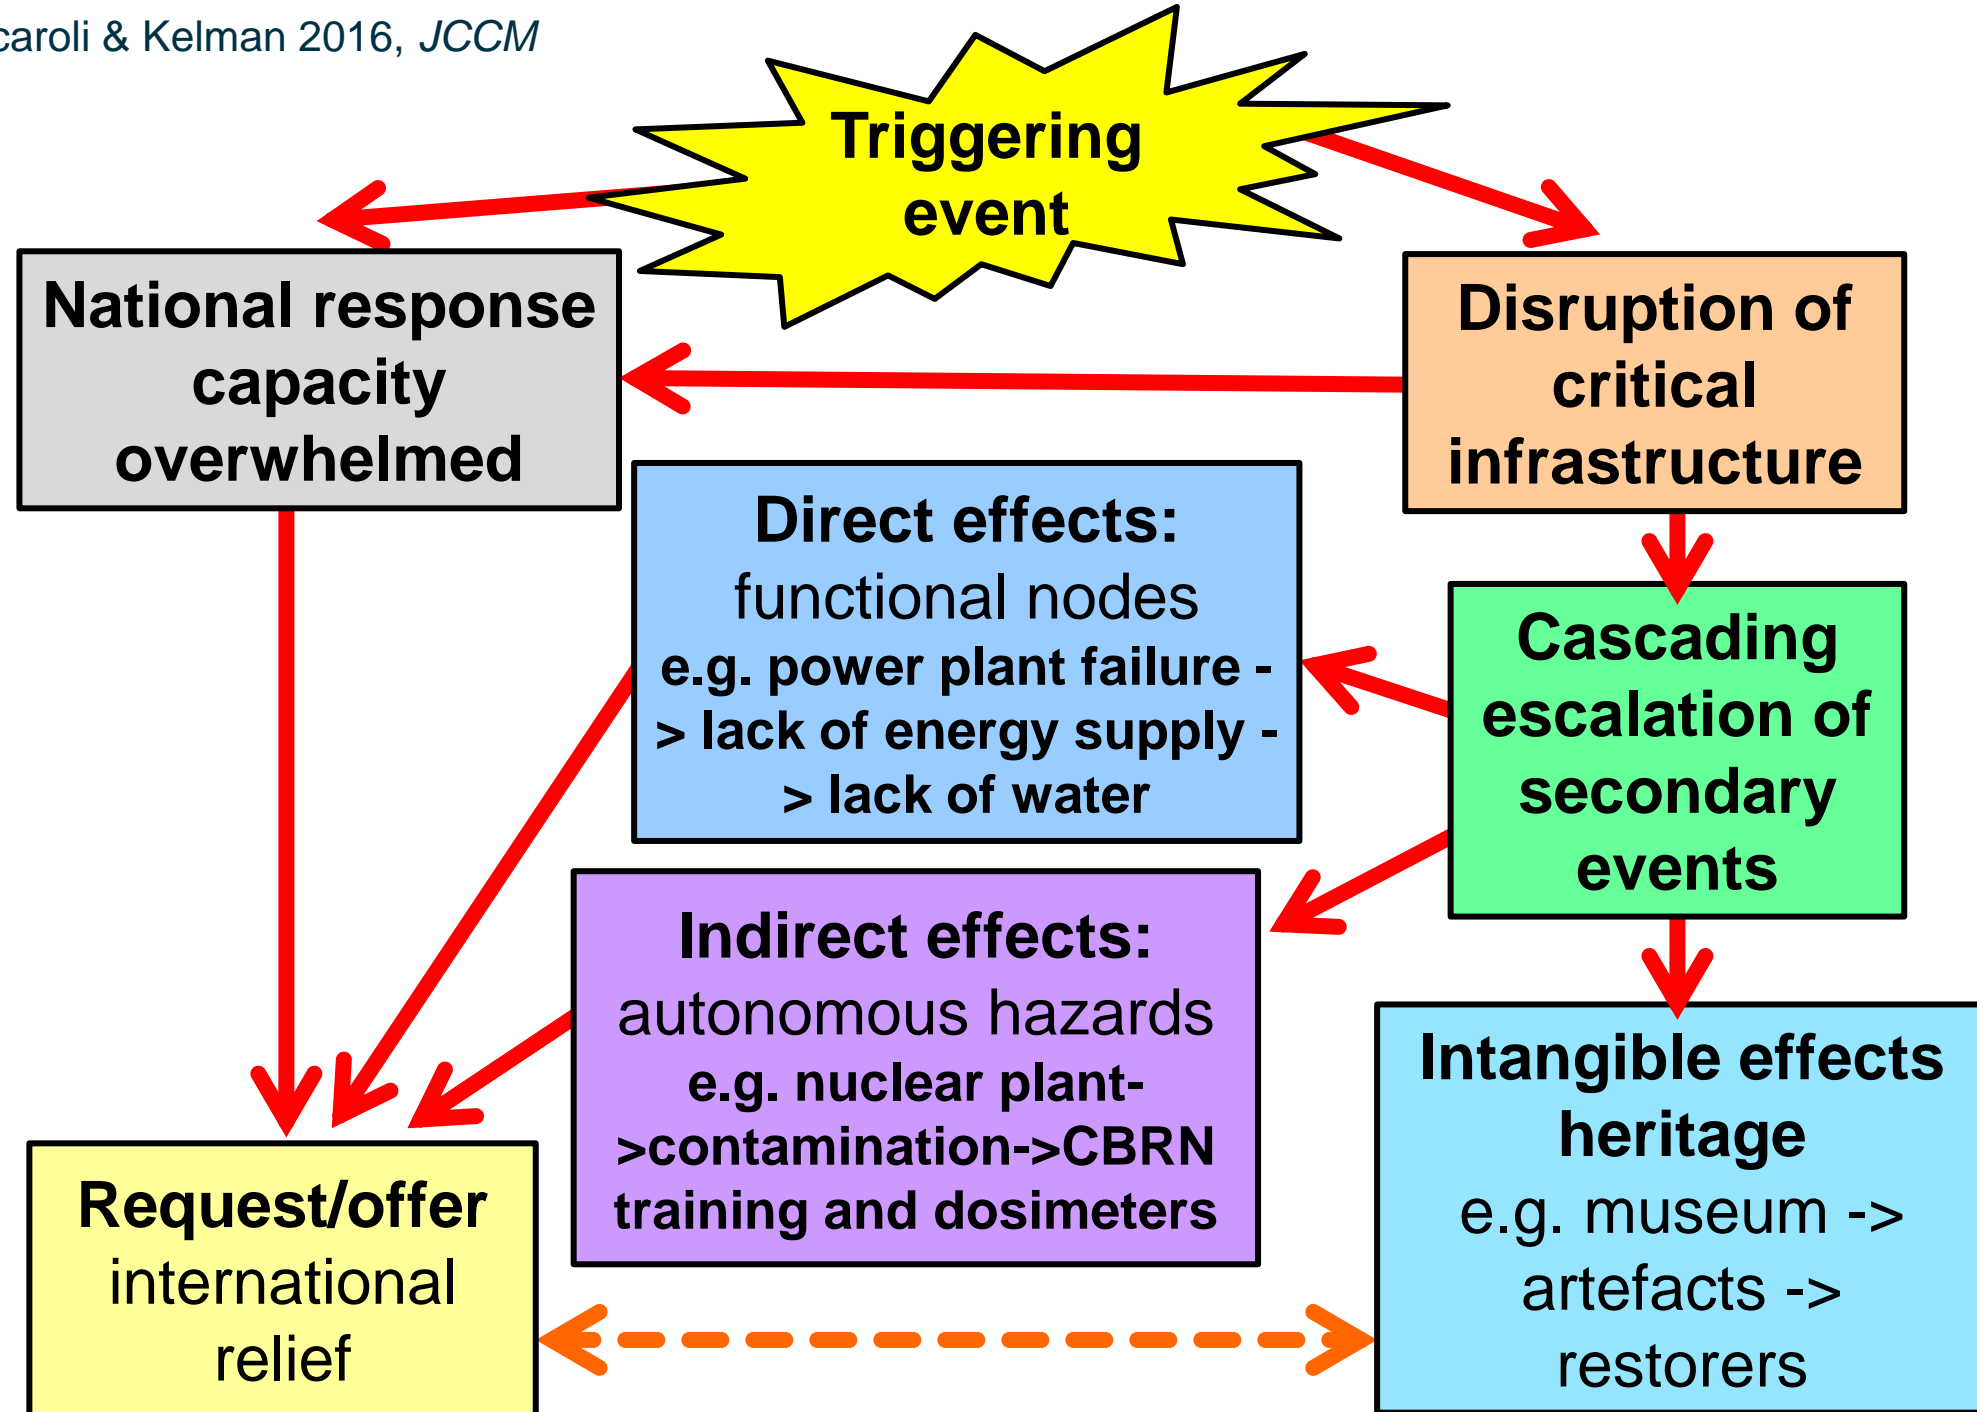 caroli & Kelman 2016, JCCM
Triggering
event
National response
capacity
overwhelmed
Disruption of
critical
infrastructure
Direct effects:
functional nodes
e.g. power plant failure -
> lack of energy supply -
> lack of water
Cascading
escalation of
secondary
events
Indirect effects:
autonomous hazards
e.g. nuclear plant-
>contamination->CBRN
training and dosimeters
Intangible effects
heritage
e.g. museum ->
artefacts ->
restorers
Request/offer
international
relief